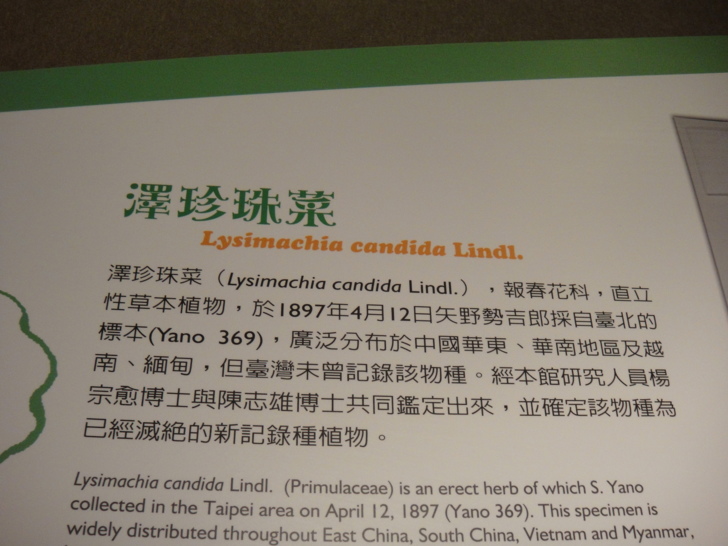 澤珍珠菜
Lysimachia candida Lindl.
澤珍珠菜（Lysimachia candida Lindl.），報春花科，直立
性草本植物，於1897年4月12日矢野勢吉郎採自臺北的
標本(Yano 369)，廣泛分布於中國華東、華南地區及越
南、緬甸，但臺灣未曾記錄該物種。經本館研究人員楊
宗愈博士與陳志雄博士共同鑑定出來，並確定該物種為
已經滅絕的新記錄種植物。
Lysimachia candida Lindl. (Primulaceae) is an erect herb of which S. Yano
collected in the Taipei area on April 12, 1897 (Yano 369). This specimen is
widely distributed throughout East China, South China, Vietnam and Myanmar,